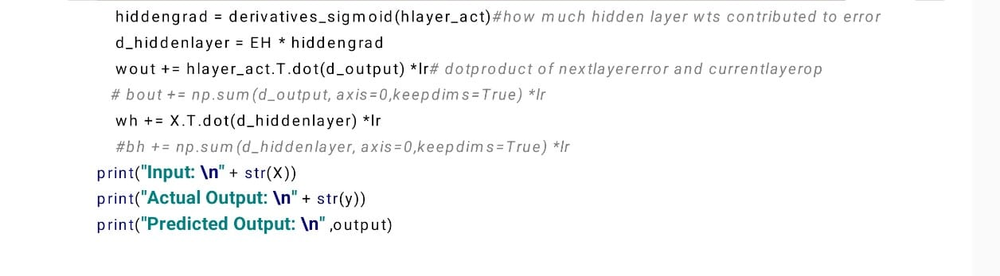 hiddengrad = derivatives_sigmoid(hlayer_act)#how much hidden layer wts contributed to error
d_hiddenlayer = EH * hiddengrad
wout += hlayer_act.T.dot(d_output) *lr# dotproduct of nextlayererror and currentlayerop
# bout += np.sum(d_output, axis=0,keepdims=True) *lr
wh += X.T.dot(d_hiddenlayer) *lr
#bh += np.sum(d_hiddenlayer, axis=0,keepdims=True) *lr
print("Input: \n" + str(X))
print("Actual Output: \n" + str(y))
print("Predicted Output: \n" ,output)